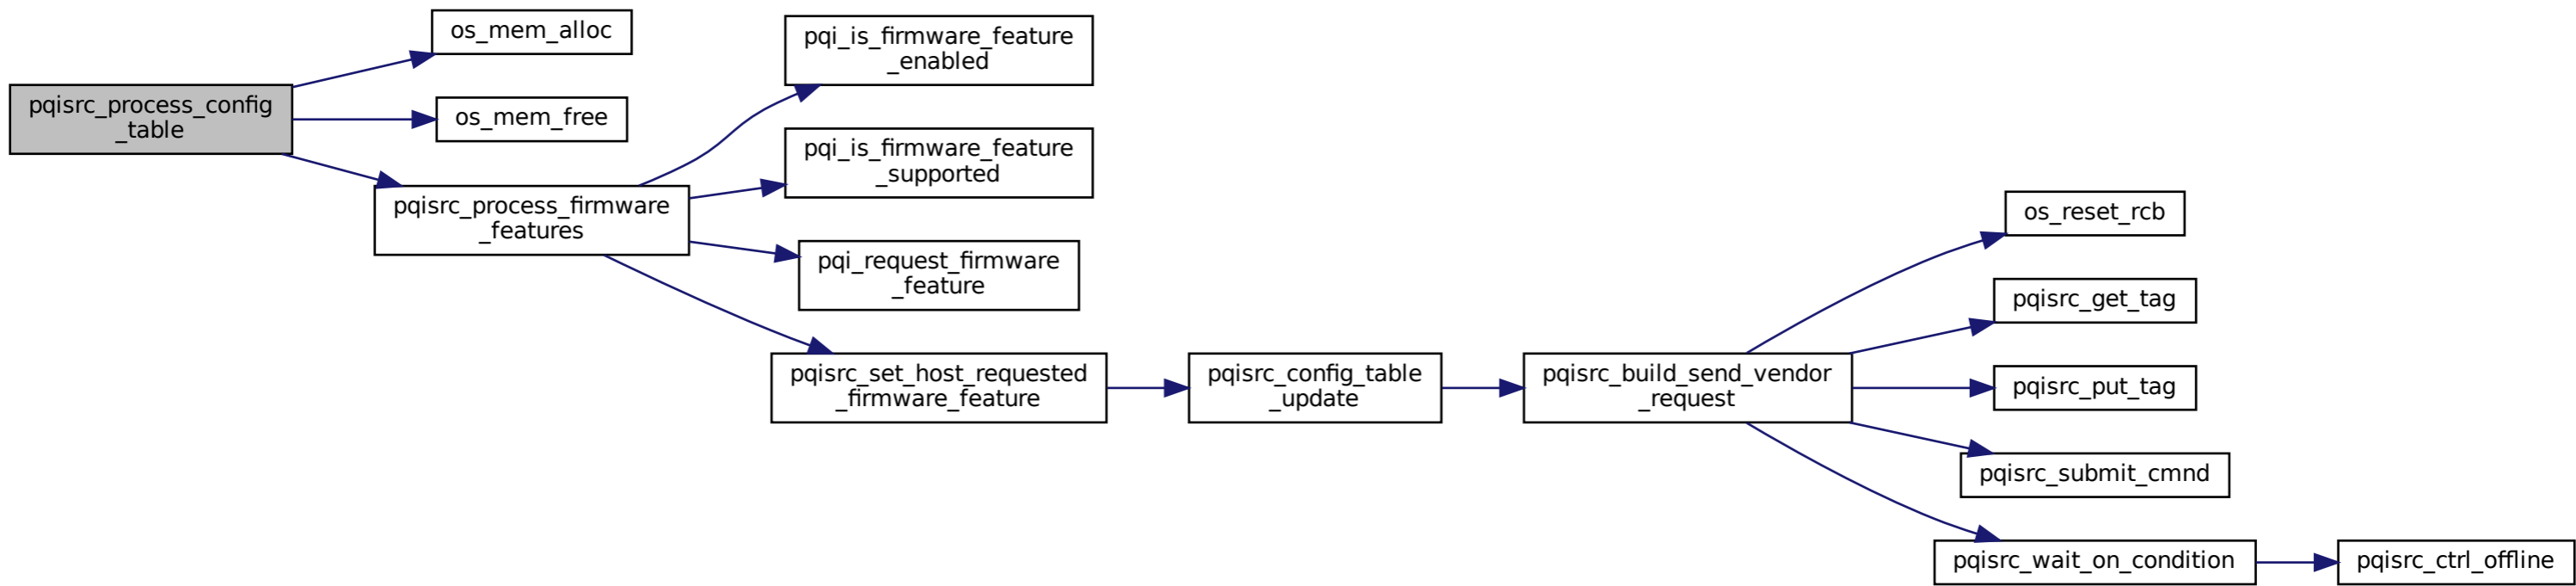 pqisrc_process_config
_table
os_mem_alloc
os_mem_free
pqisrc_process_firmware
_features
pqi_is_firmware_feature
_enabled
pqi_is_firmware_feature
_supported
pqi_request_firmware
_feature
pqisrc_set_host_requested
_firmware_feature
pqisrc_config_table
_update
pqisrc_build_send_vendor
_request
os_reset_rcb
pqisrc_get_tag
pqisrc_put_tag
pqisrc_submit_cmnd
pqisrc_wait_on_condition
pqisrc_ctrl_offline